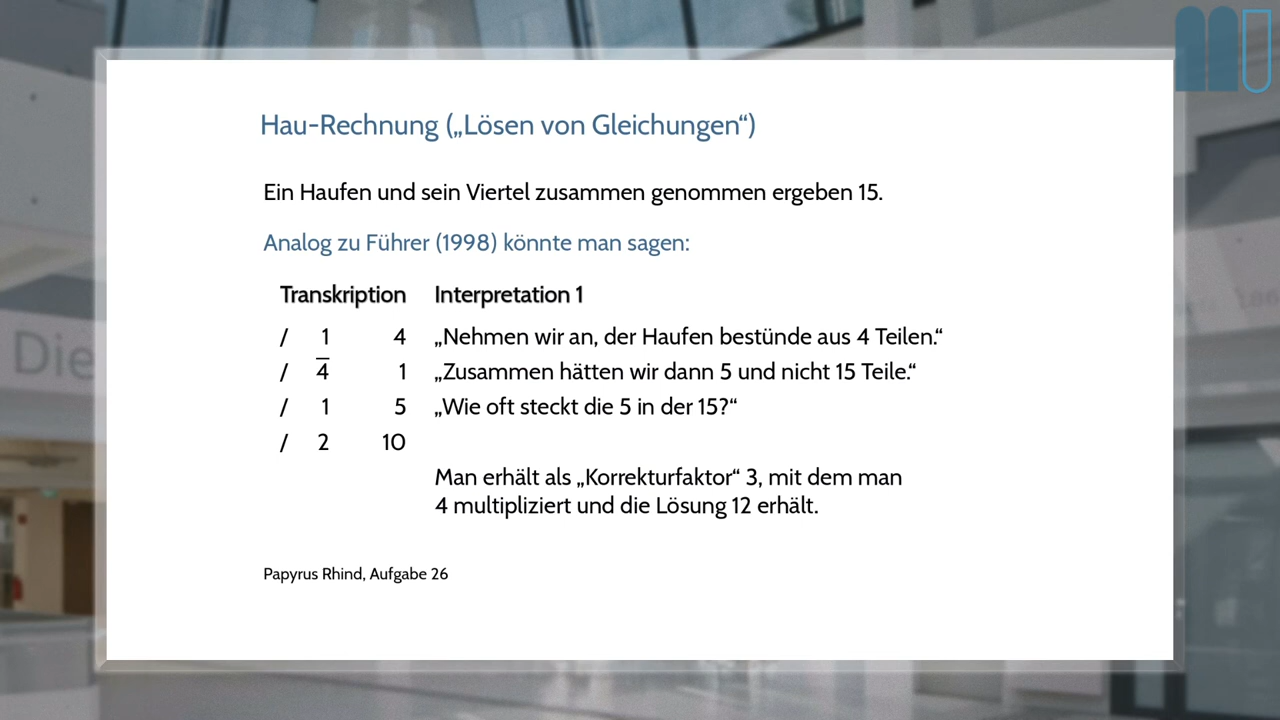 Hau-Rechnung („Lösen von Gleichungen“)
Ein Haufen und sein Viertel zusammen genommen ergeben 15.
Analog zu Führer (1998) könnte man sagen:
Transkription Interpretation 1
/ 1 4 „Nehmen wir an, der Haufen bestünde aus 4 Teilen.“
/ 4̅ 1 „Zusammen hätten wir dann 5 und nicht 15 Teile.“
/ 1 5 „Wie oft steckt die 5 in der 15?“
/ 2 10
Man erhält als „Korrekturfaktor“ 3, mit dem man
4 multipliziert und die Lösung 12 erhält.
Papyrus Rhind, Aufgabe 26
Die